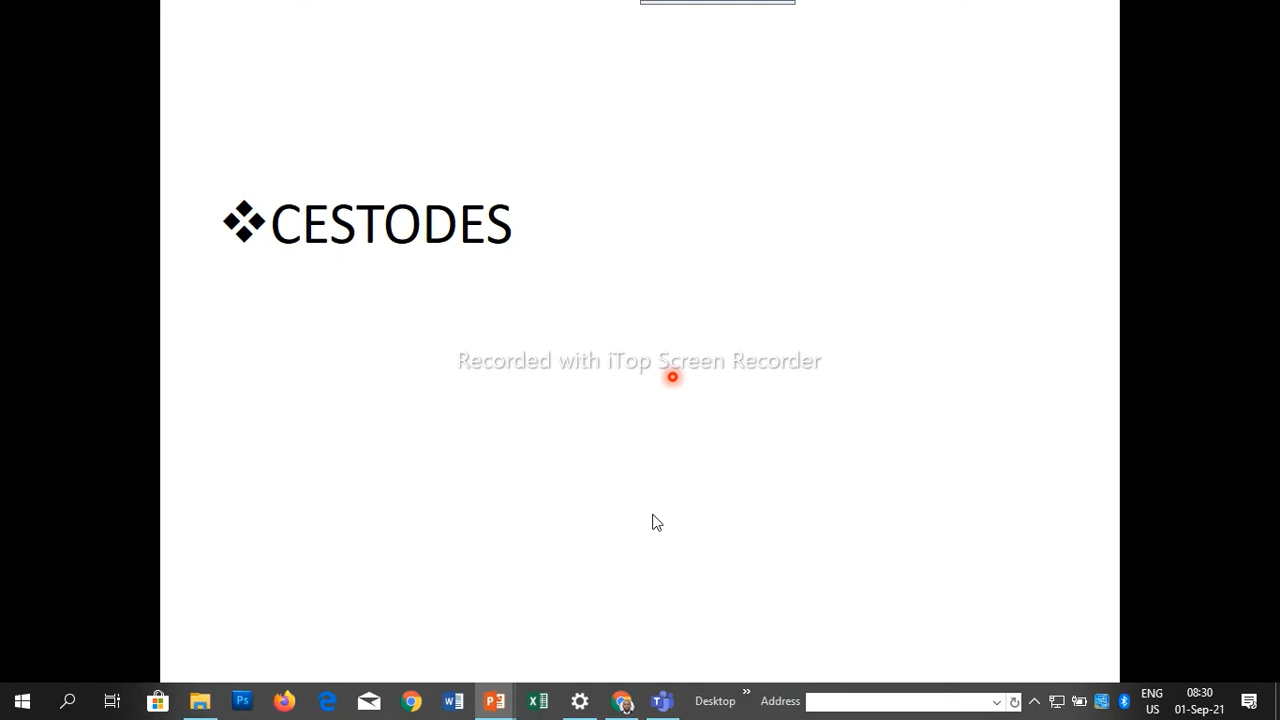 ❖CESTODES
Recorded with iTop Screen Recorder
Desktop
Address
ENG
US
08:30
01-Sep-21